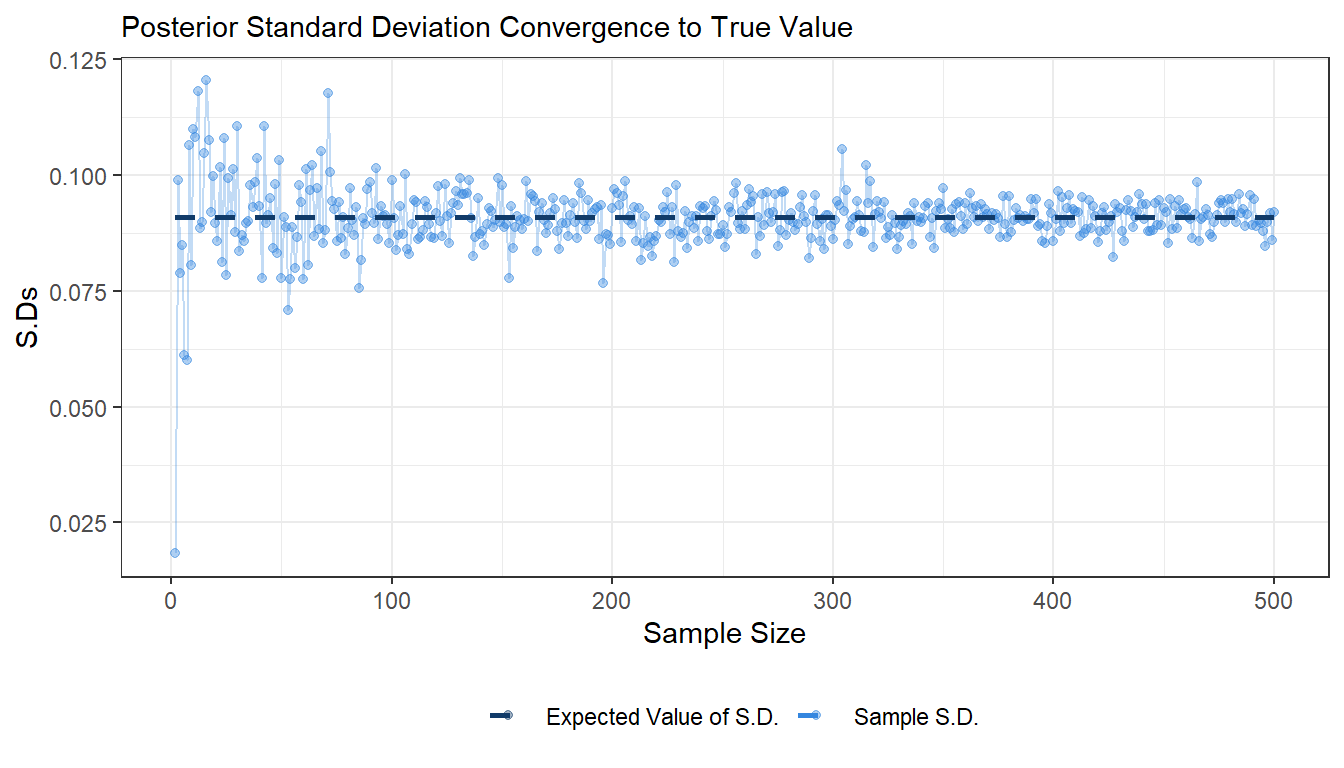 Posterior Standard Deviation Convergence to True Value
0.125
0.100
0.075
0.050
0.025
S.Ds
0 100 200 300 400 500
Sample Size
Expected Value of S.D. Sample S.D.